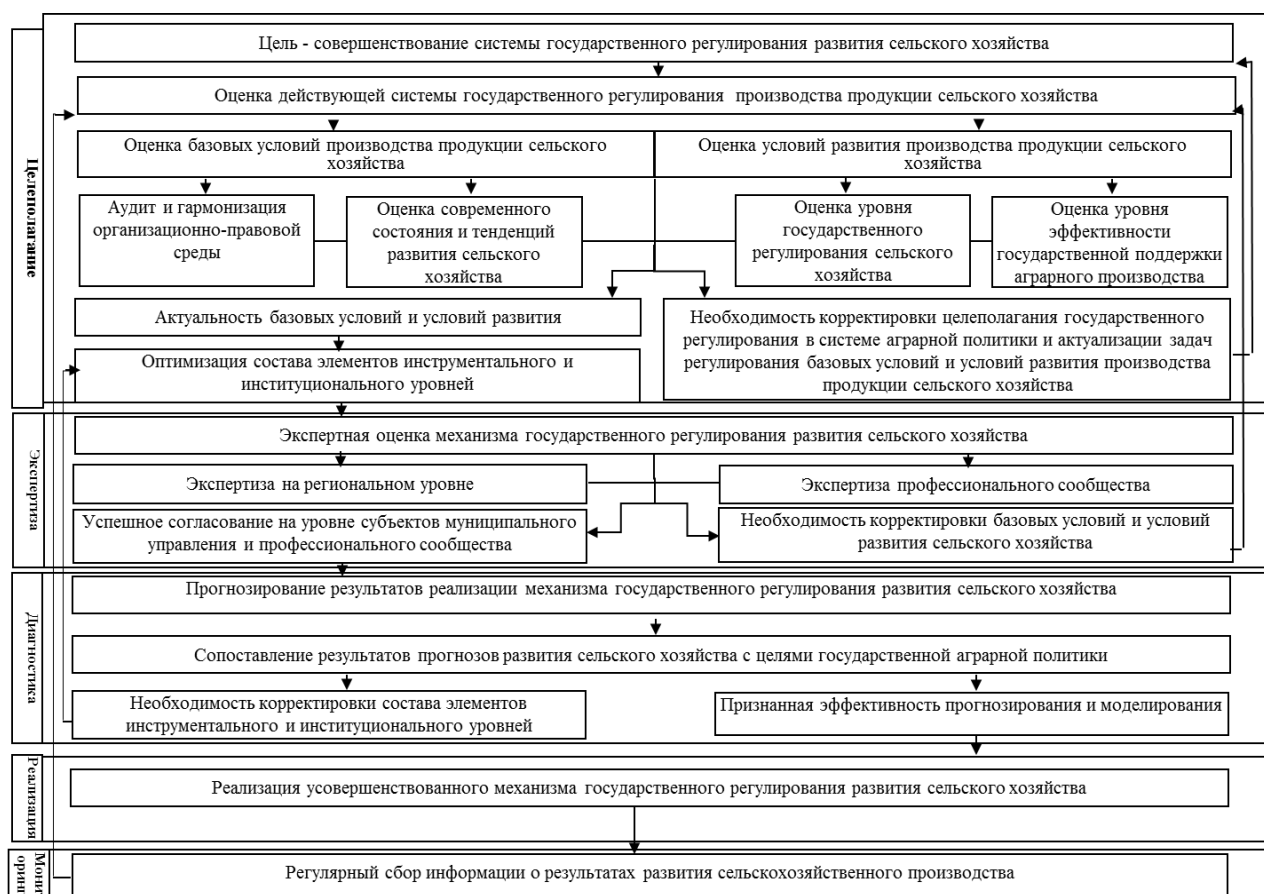 Целеполагание
Цель - совершенствование системы государственного регулирования развития сельского хозяйства
Оценка действующей системы государственного регулирования производства продукции сельского хозяйства
Оценка базовых условий производства продукции сельского
хозяйства
Оценка условий развития производства продукции сельского
хозяйства
Аудит и гармонизация
организационно-правовой
среды
Оценка современного
состояния и тенденций
развития сельского
хозяйства
Оценка уровня
государственного
регулирования сельского
хозяйства
Оценка уровня
эффективности
государственной поддержки
аграрного производства
Актуальность базовых условий и условий развития
Оптимизация состава элементов инструментального и
институционального уровней
Необходимость корректировки целеполагания государственного
регулирования в системе аграрной политики и актуализации задач
регулирования базовых условий и условий развития производства
продукции сельского хозяйства
Экспертиза
Экспертная оценка механизма государственного регулирования развития сельского хозяйства
Экспертиза на региональном уровне
Экспертиза профессионального сообщества
Успешное согласование на уровне субъектов муниципального
управления и профессионального сообщества
Необходимость корректировки базовых условий и условий
развития сельского хозяйства
Диагностика
Прогнозирование результатов реализации механизма государственного регулирования развития сельского хозяйства
Сопоставление результатов прогнозов развития сельского хозяйства с целями государственной аграрной политики
Необходимость корректировки состава элементов
инструментального и институционального уровней
Признанная эффективность прогнозирования и моделирования
Реализация
Реализация усовершенствованного механизма государственного регулирования развития сельского хозяйства
Мони
орин
Регулярный сбор информации о результатах развития сельскохозяйственного производства